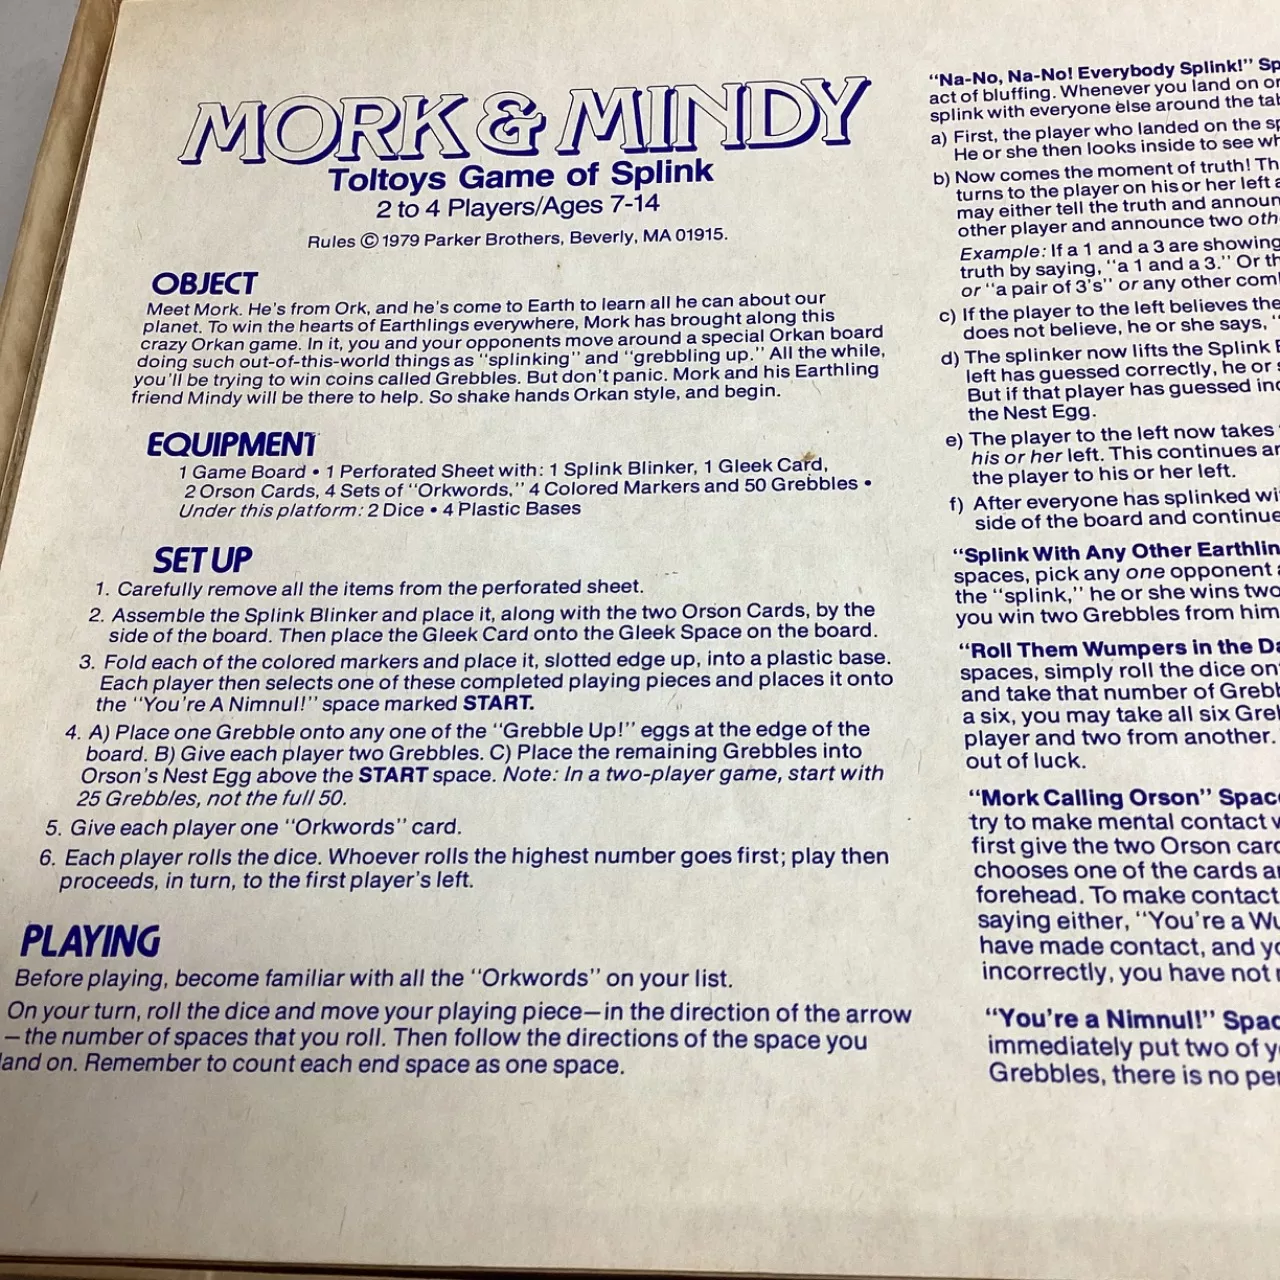 MORK & MINDY
Toltoys Game of Splink
2 to 4 Players/Ages 7-14
Rules © 1979 Parker Brothers, Beverly, MA 01915.
OBJECT
Meet Mork. He's from Ork, and he's come to Earth to learn all he can about our
planet. To win the hearts of Earthlings everywhere, Mork has brought along this
crazy Orkan game. In it, you and your opponents move around a special Orkan board
doing such out-of-this-world things as "splinking" and "grebbling up." All the while,
you'll be trying to win coins called Grebbles. But don't panic. Mork and his Earthling
friend Mindy will be there to help. So shake hands Orkan style, and begin.
EQUIPMENT
1 Game Board • 1 Perforated Sheet with: 1 Splink Blinker, 1 Gleek Card,
2 Orson Cards, 4 Sets of "Orkwords," 4 Colored Markers and 50 Grebbles •
Under this platform: 2 Dice • 4 Plastic Bases
SET UP
1. Carefully remove all the items from the perforated sheet.
2. Assemble the Splink Blinker and place it, along with the two Orson Cards, by the
side of the board. Then place the Gleek Card onto the Gleek Space on the board.
3. Fold each of the colored markers and place it, slotted edge up, into a plastic base.
Each player then selects one of these completed playing pieces and places it onto
the "You're A Nimnul!" space marked START.
4. A) Place one Grebble onto any one of the "Grebble Up!" eggs at the edge of the
board. B) Give each player two Grebbles. C) Place the remaining Grebbles into
Orson's Nest Egg above the START space. Note: In a two-player game, start with
25 Grebbles, not the full 50.
5. Give each player one "Orkwords" card.
6. Each player rolls the dice. Whoever rolls the highest number goes first; play then
proceeds, in turn, to the first player's left.
PLAYING
Before playing, become familiar with all the "Orkwords" on your list.
On your turn, roll the dice and move your playing piece—in the direction of the arrow
—the number of spaces that you roll. Then follow the directions of the space you
land on. Remember to count each end space as one space.
"Na-No, Na-No! Everybody Splink!" Sp
act of bluffing. Whenever you land on or
splink with everyone else around the tab
a) First, the player who landed on the sp
He or she then looks inside to see wh
b) Now comes the moment of truth! Th
turns to the player on his or her left a
may either tell the truth and announ
other player and announce two oth
Example: If a 1 and a 3 are showing
truth by saying, "a 1 and a 3." Or th
or "a pair of 3's" or any other com
c) If the player to the left believes the
does not believe, he or she says, "
d) The splinker now lifts the Splink B
left has guessed correctly, he or s
But if that player has guessed inc
the Nest Egg.
e) The player to the left now takes
his or her left. This continues ar
the player to his or her left.
f) After everyone has splinked wi
side of the board and continue
"Splink With Any Other Earthlin
spaces, pick any one opponent a
the "splink," he or she wins two
you win two Grebbles from him
"Roll Them Wumpers in the Da
spaces, simply roll the dice on
and take that number of Grebb
a six, you may take all six Greb
player and two from another.
out of luck.
"Mork Calling Orson" Space
try to make mental contact w
first give the two Orson card
chooses one of the cards an
forehead. To make contact
saying either, "You're a Wu
have made contact, and yo
incorrectly, you have not
"You're a Nimnul!" Spac
immediately put two of yo
Grebbles, there is no pen